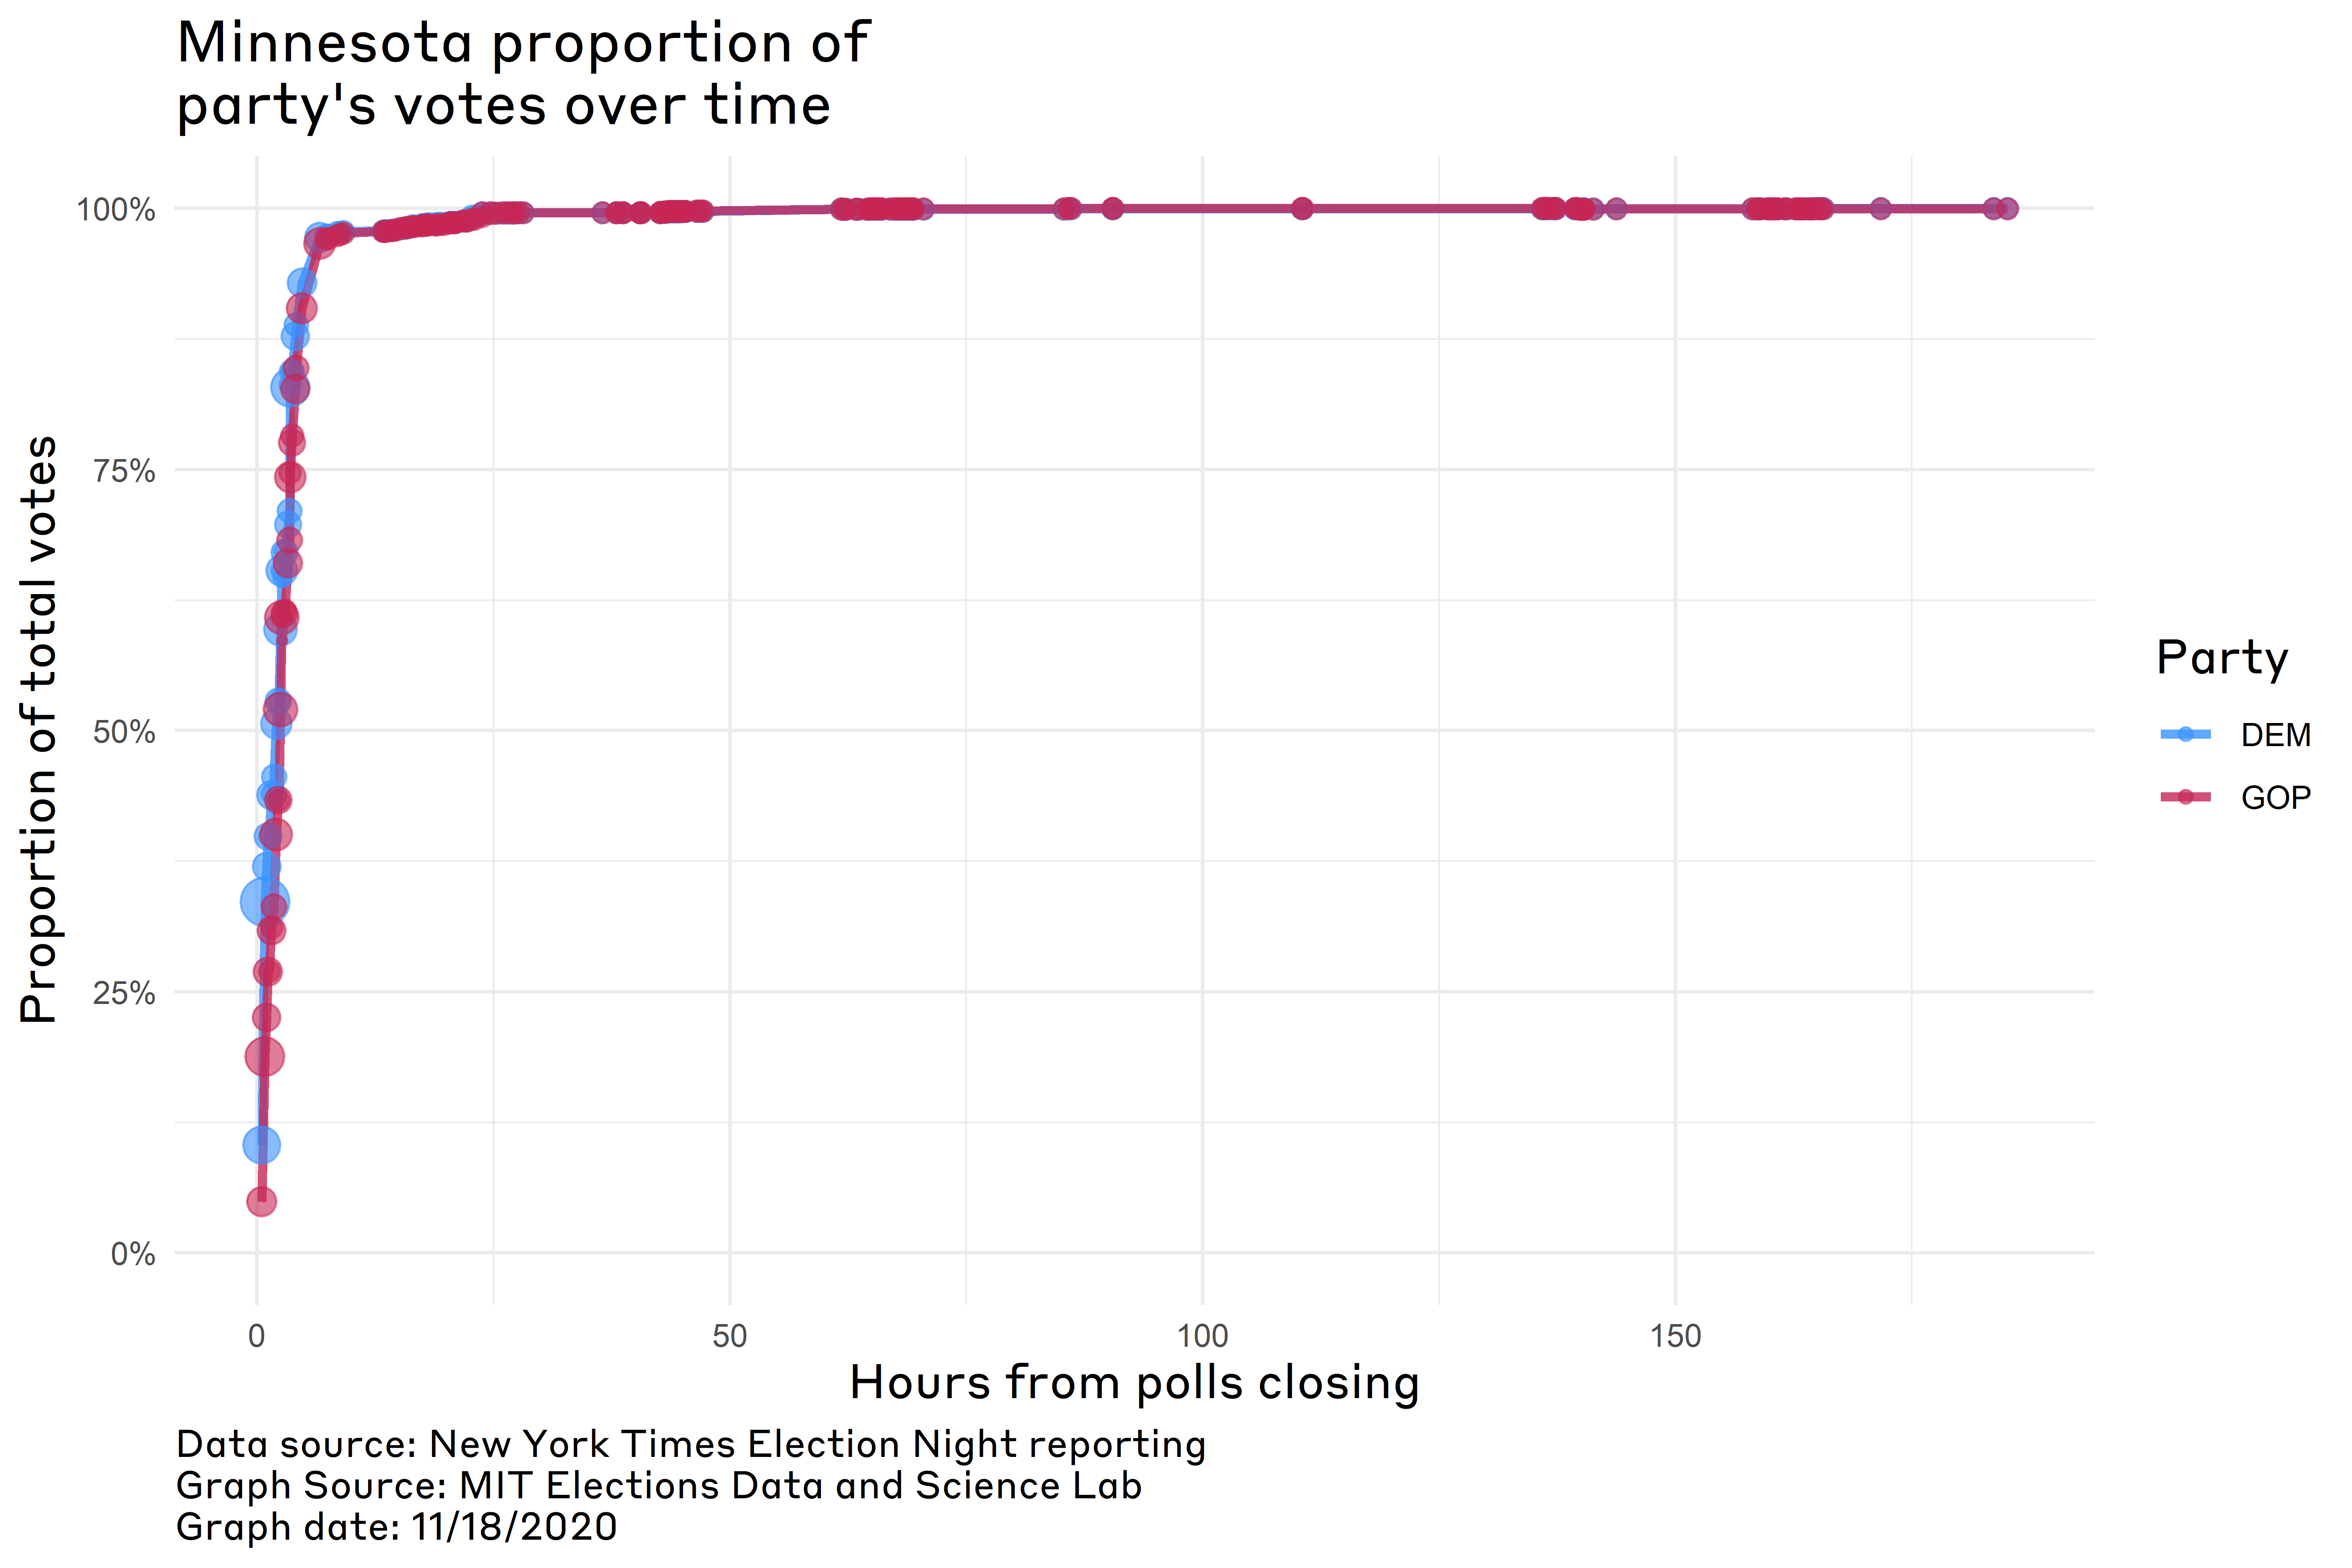 Minnesota proportion of
party's votes over time
Proportion of total votes
100%
75%
50%
25%
0%
0
50
100
150
Hours from polls closing
Party
DEM
GOP
Data source: New York Times Election Night reporting
Graph Source: MIT Elections Data and Science Lab
Graph date: 11/18/2020